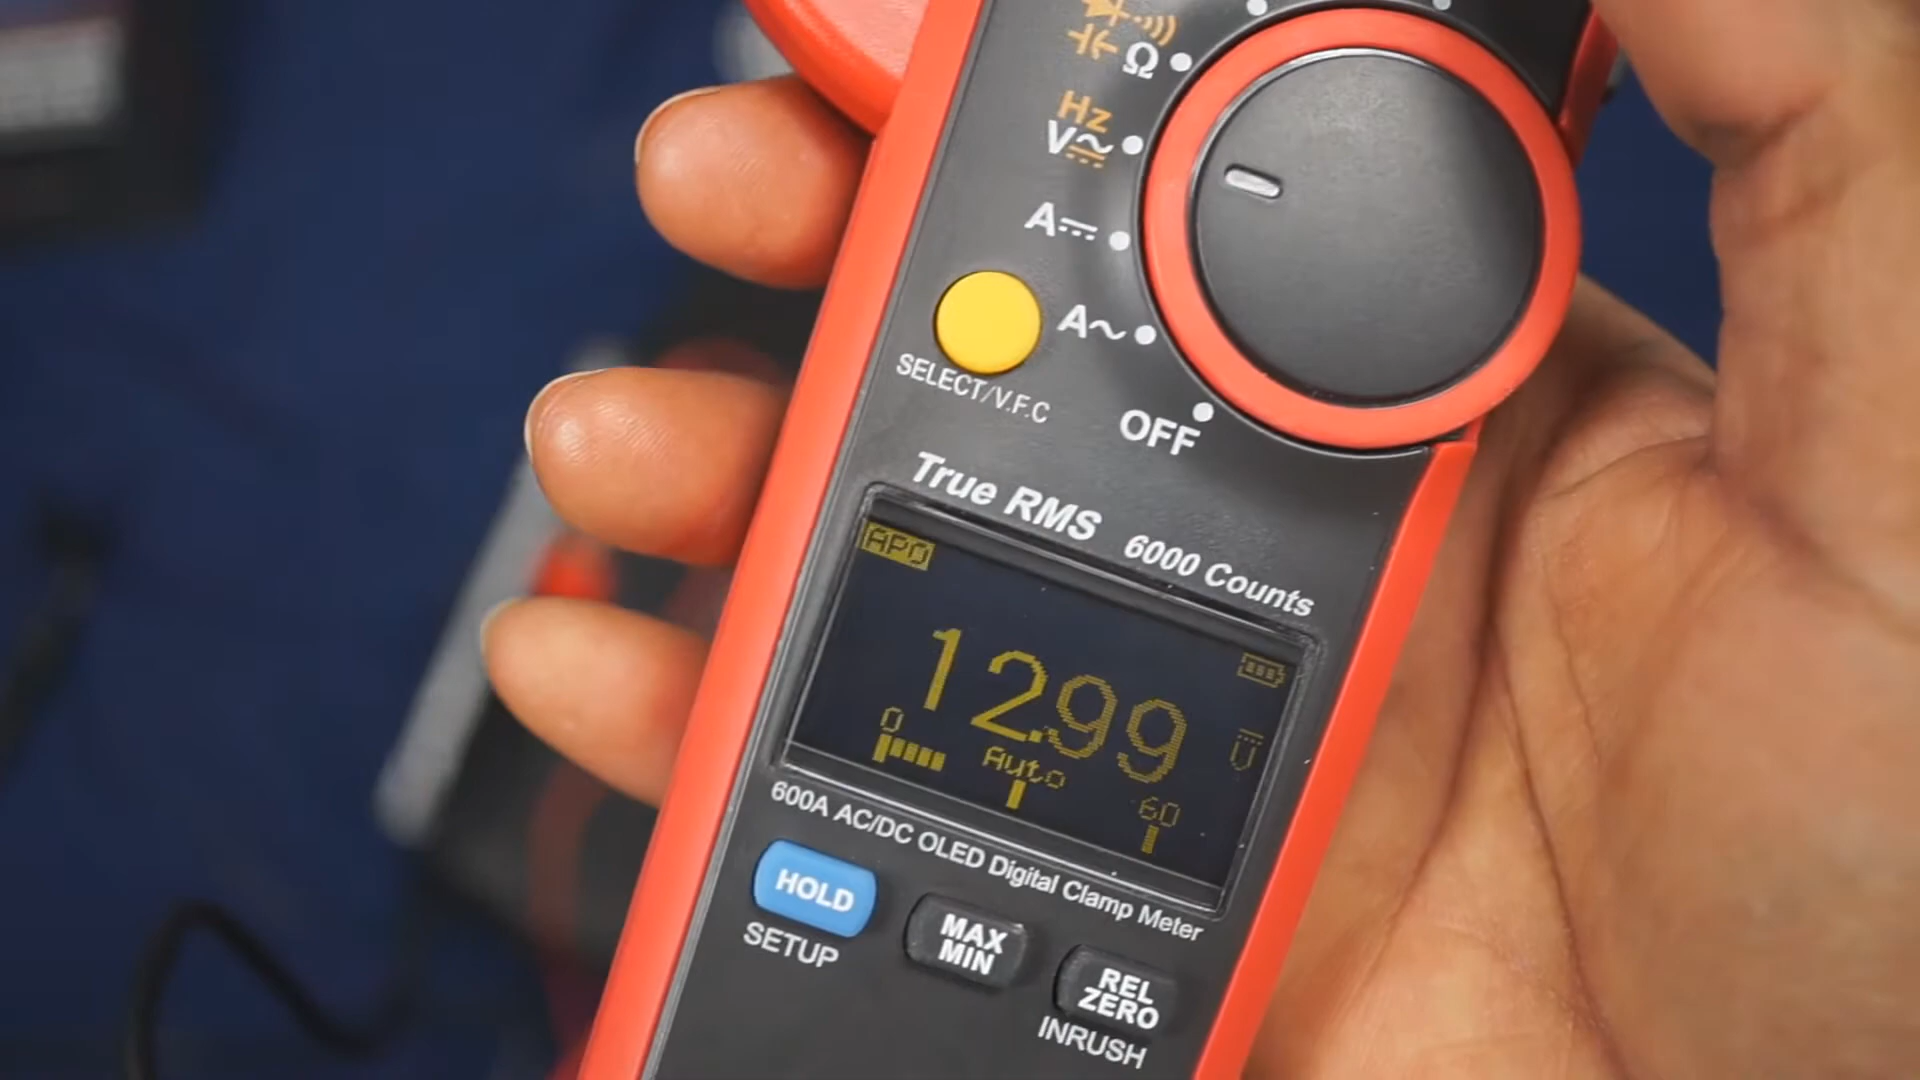 Ω
Hz
V
A
A
SELECT/V.F.C
OFF
True RMS 6000 Counts
APO
12.99
0
Auto
60
600A AC/DC OLED Digital Clamp Meter
HOLD
SETUP
MAX
MIN
REL
ZERO
INRUSH